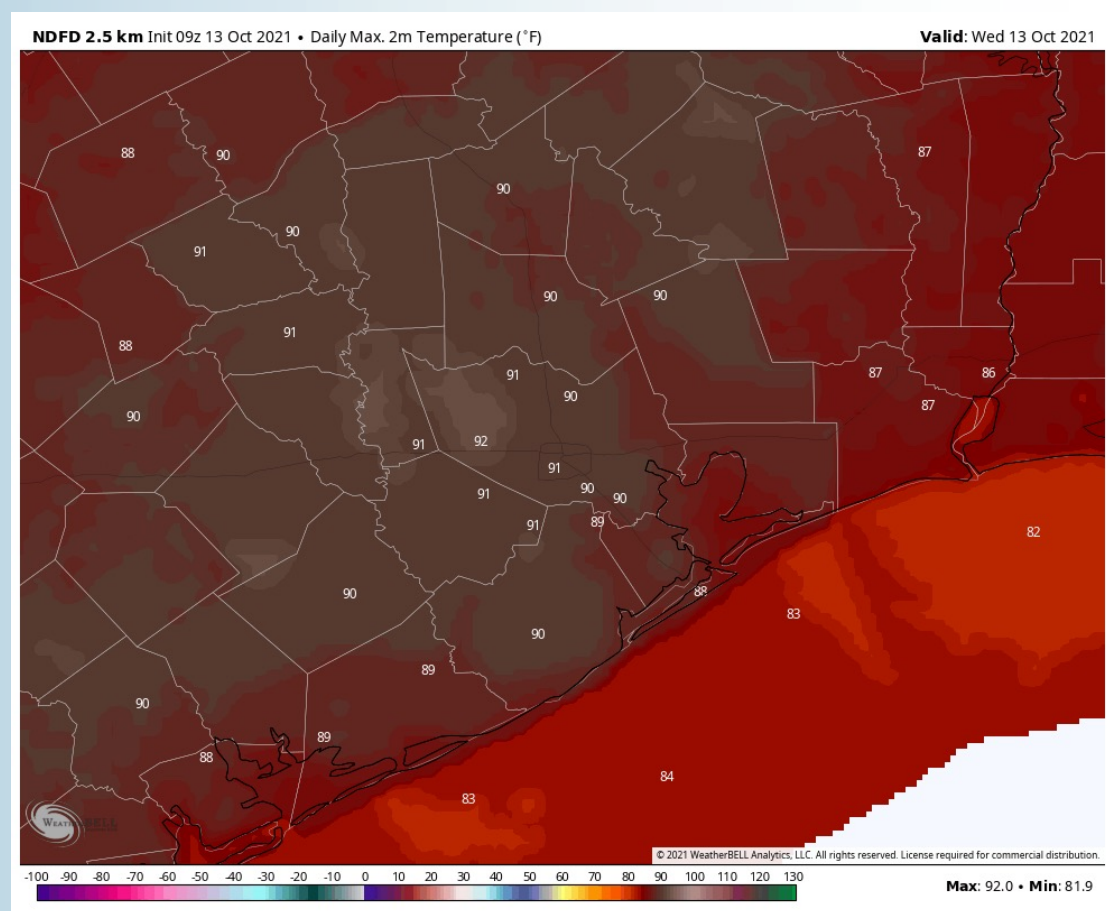 NDFD 2.5 km Init 09z 13 Oct 2021 • Daily Max. 2m Temperature (°F) Valid: Wed 13 Oct 2021
88 90 87
90
91 90
90 90
88 91
91 87 86
90 90 87
91 92
91
91 90 90
91 89
82
90 88
83
90
89
90
89
88
84
83
WEATHERBELL
© 2021 WeatherBELL Analytics, LLC. All rights reserved. License required for commercial distribution.
-100 -90 -80 -70 -60 -50 -40 -30 -20 -10 0 10 20 30 40 50 60 70 80 90 100 110 120 130
Max: 92.0 • Min: 81.9